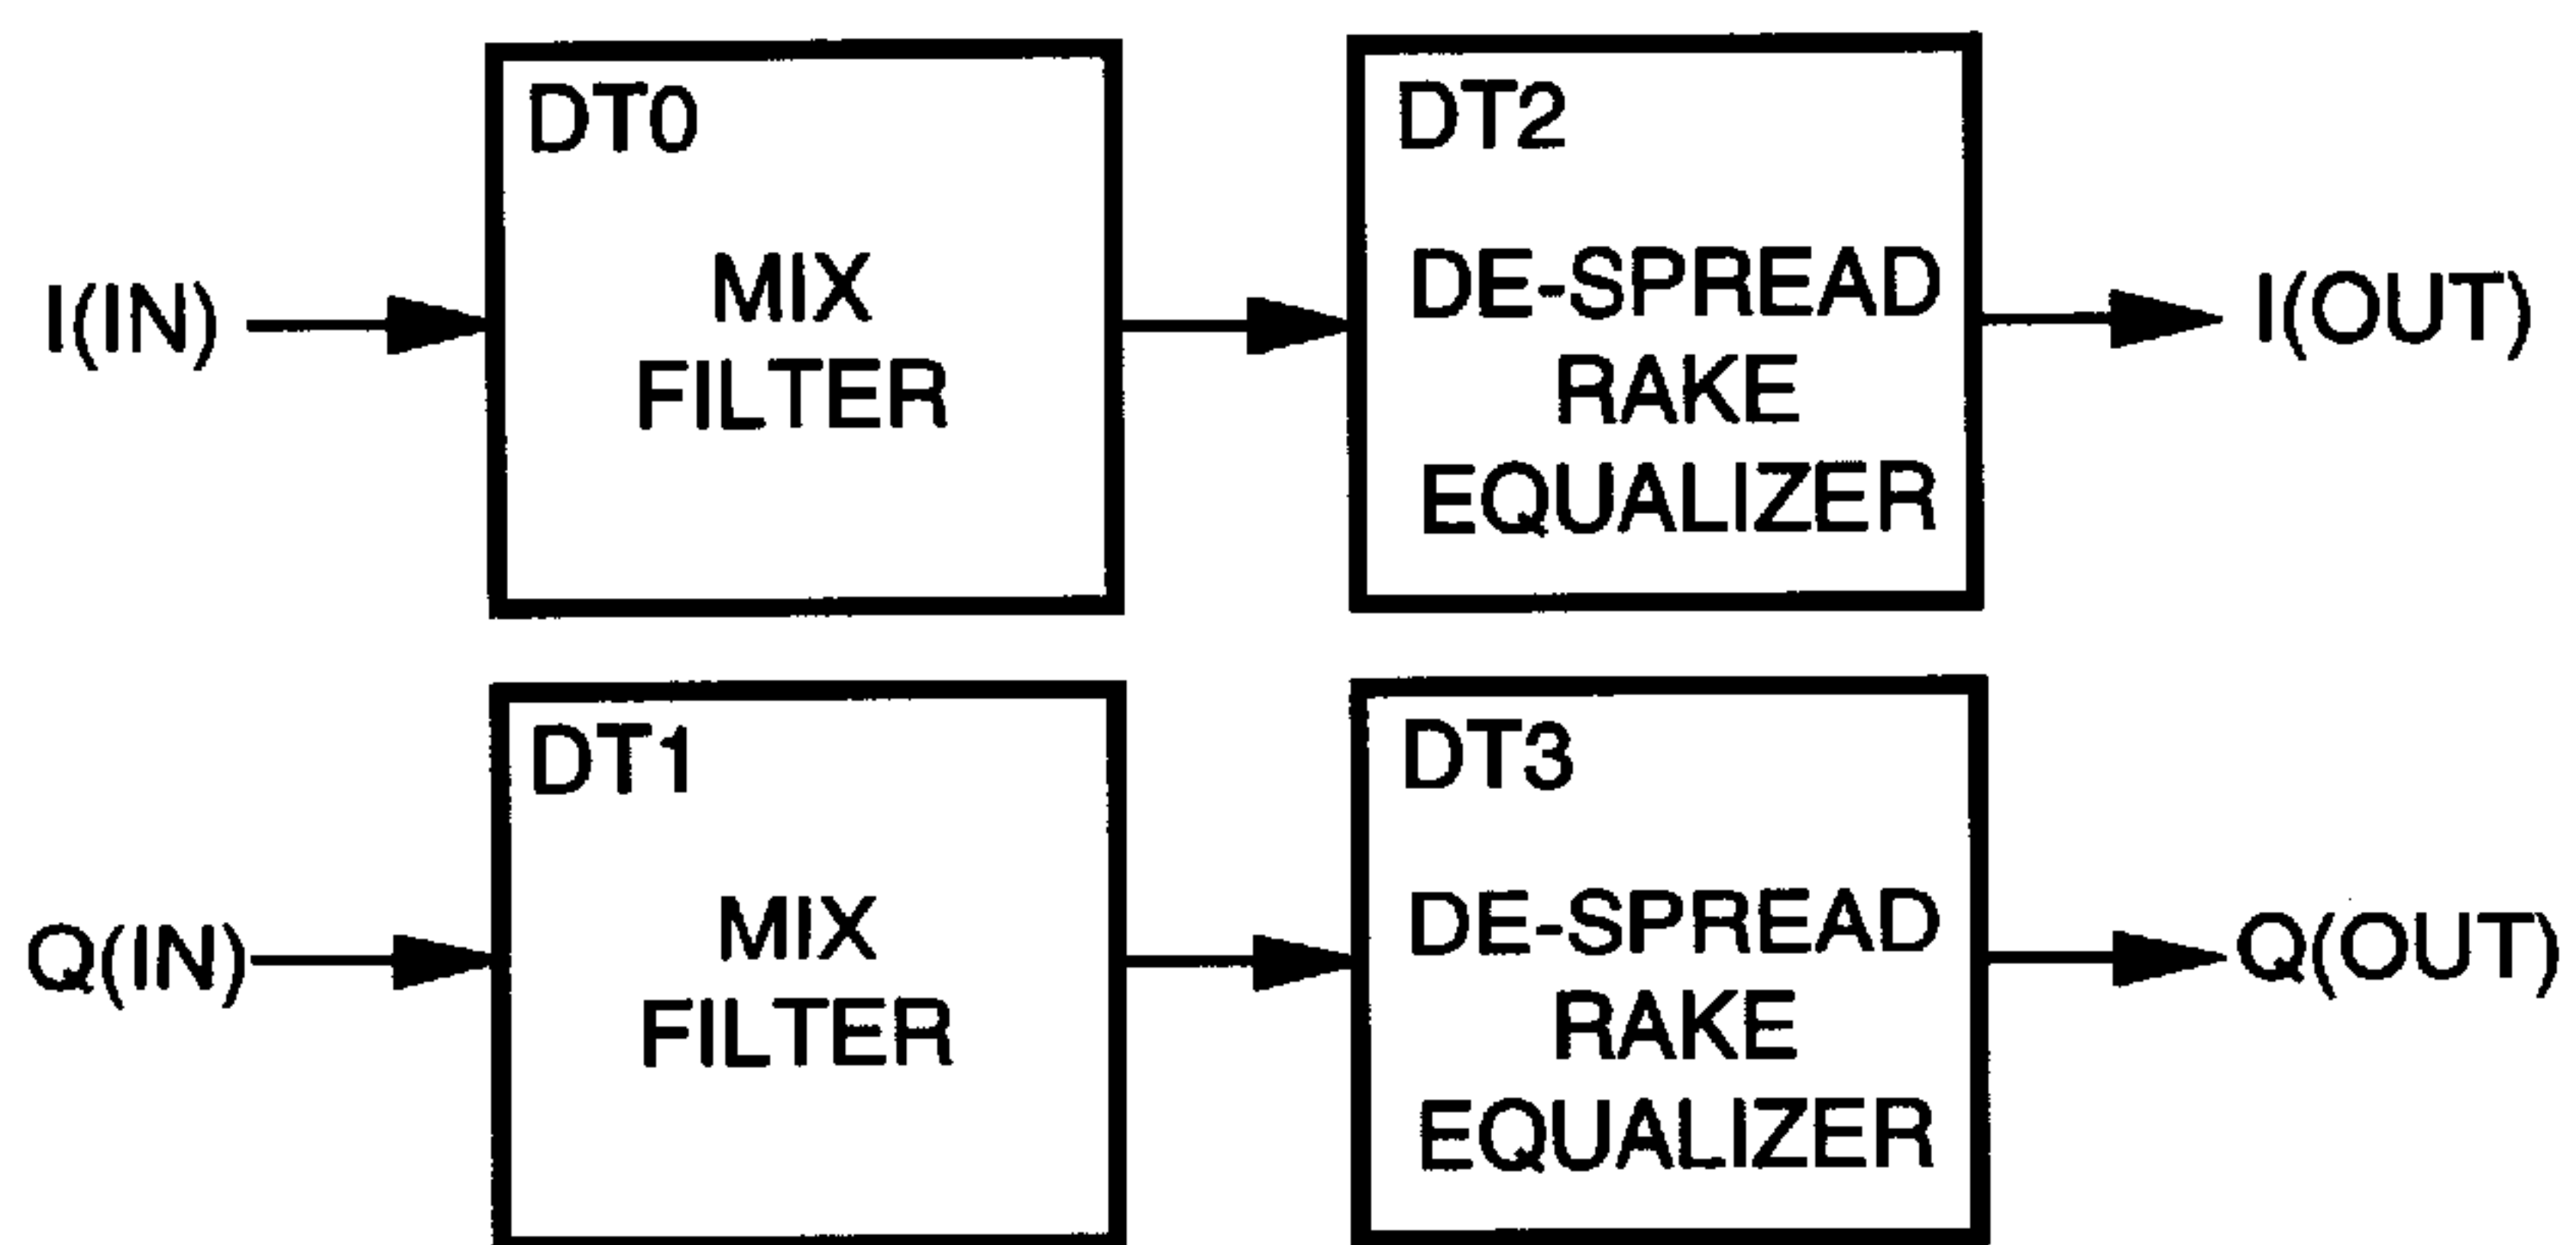 DT0
DT2
I(IN)
MIX
FILTER
DE-SPREAD
RAKE
EQUALIZER
I(OUT)
DT1
DT3
Q(IN)
MIX
FILTER
DE-SPREAD
RAKE
EQUALIZER
Q(OUT)